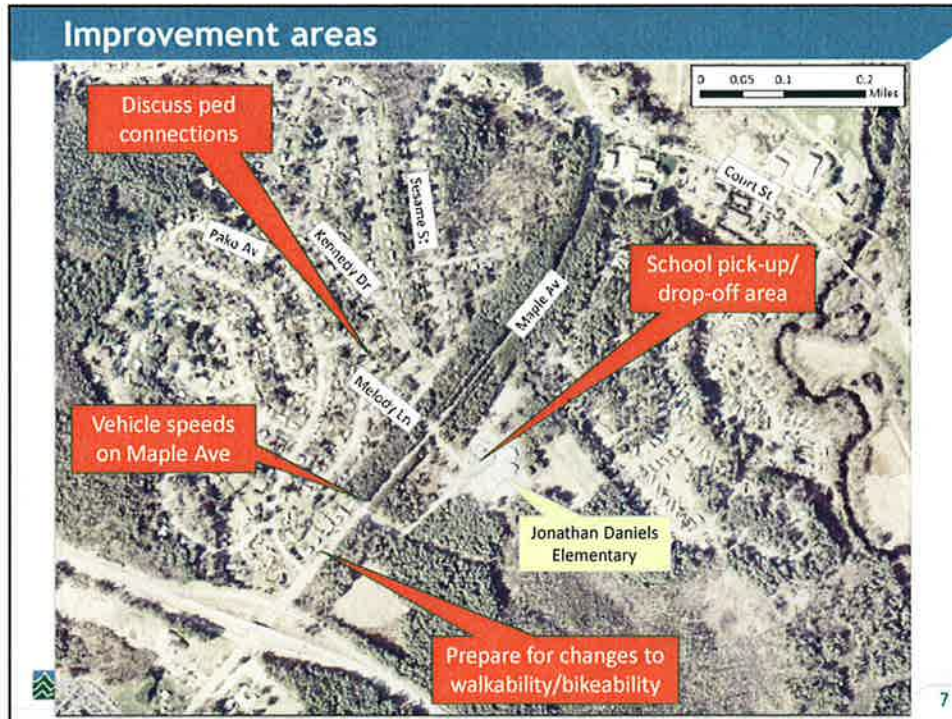 Improvement areas
0 0.05 0.1 0.2
Miles
Discuss ped
connections
Sesame St
Court St
Pako Av
Kennedy Dr
School pick-up/
drop-off area
Maple Av
Melody Ln
Vehicle speeds
on Maple Ave
Jonathan Daniels
Elementary
Prepare for changes to
walkability/bikeability
7